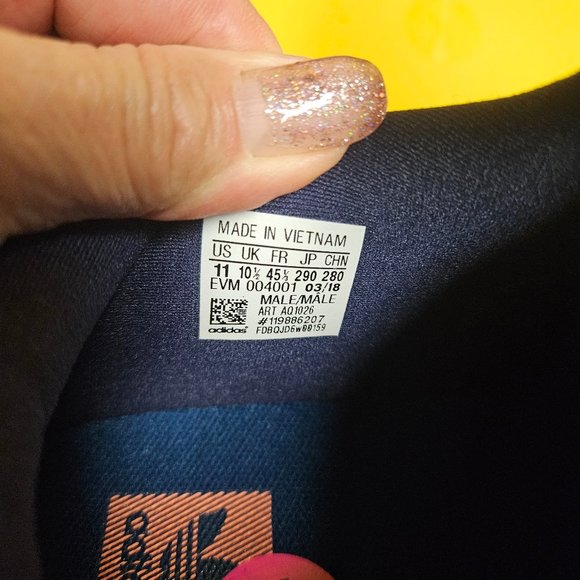 MADE IN VIETNAM
US UK FR JP CHN
11 10½ 45⅓ 290 280
EVM 004001 03/18
MALE/MÂLE
ART AQ1026
#119886207
adidas FDBQJD6W00159